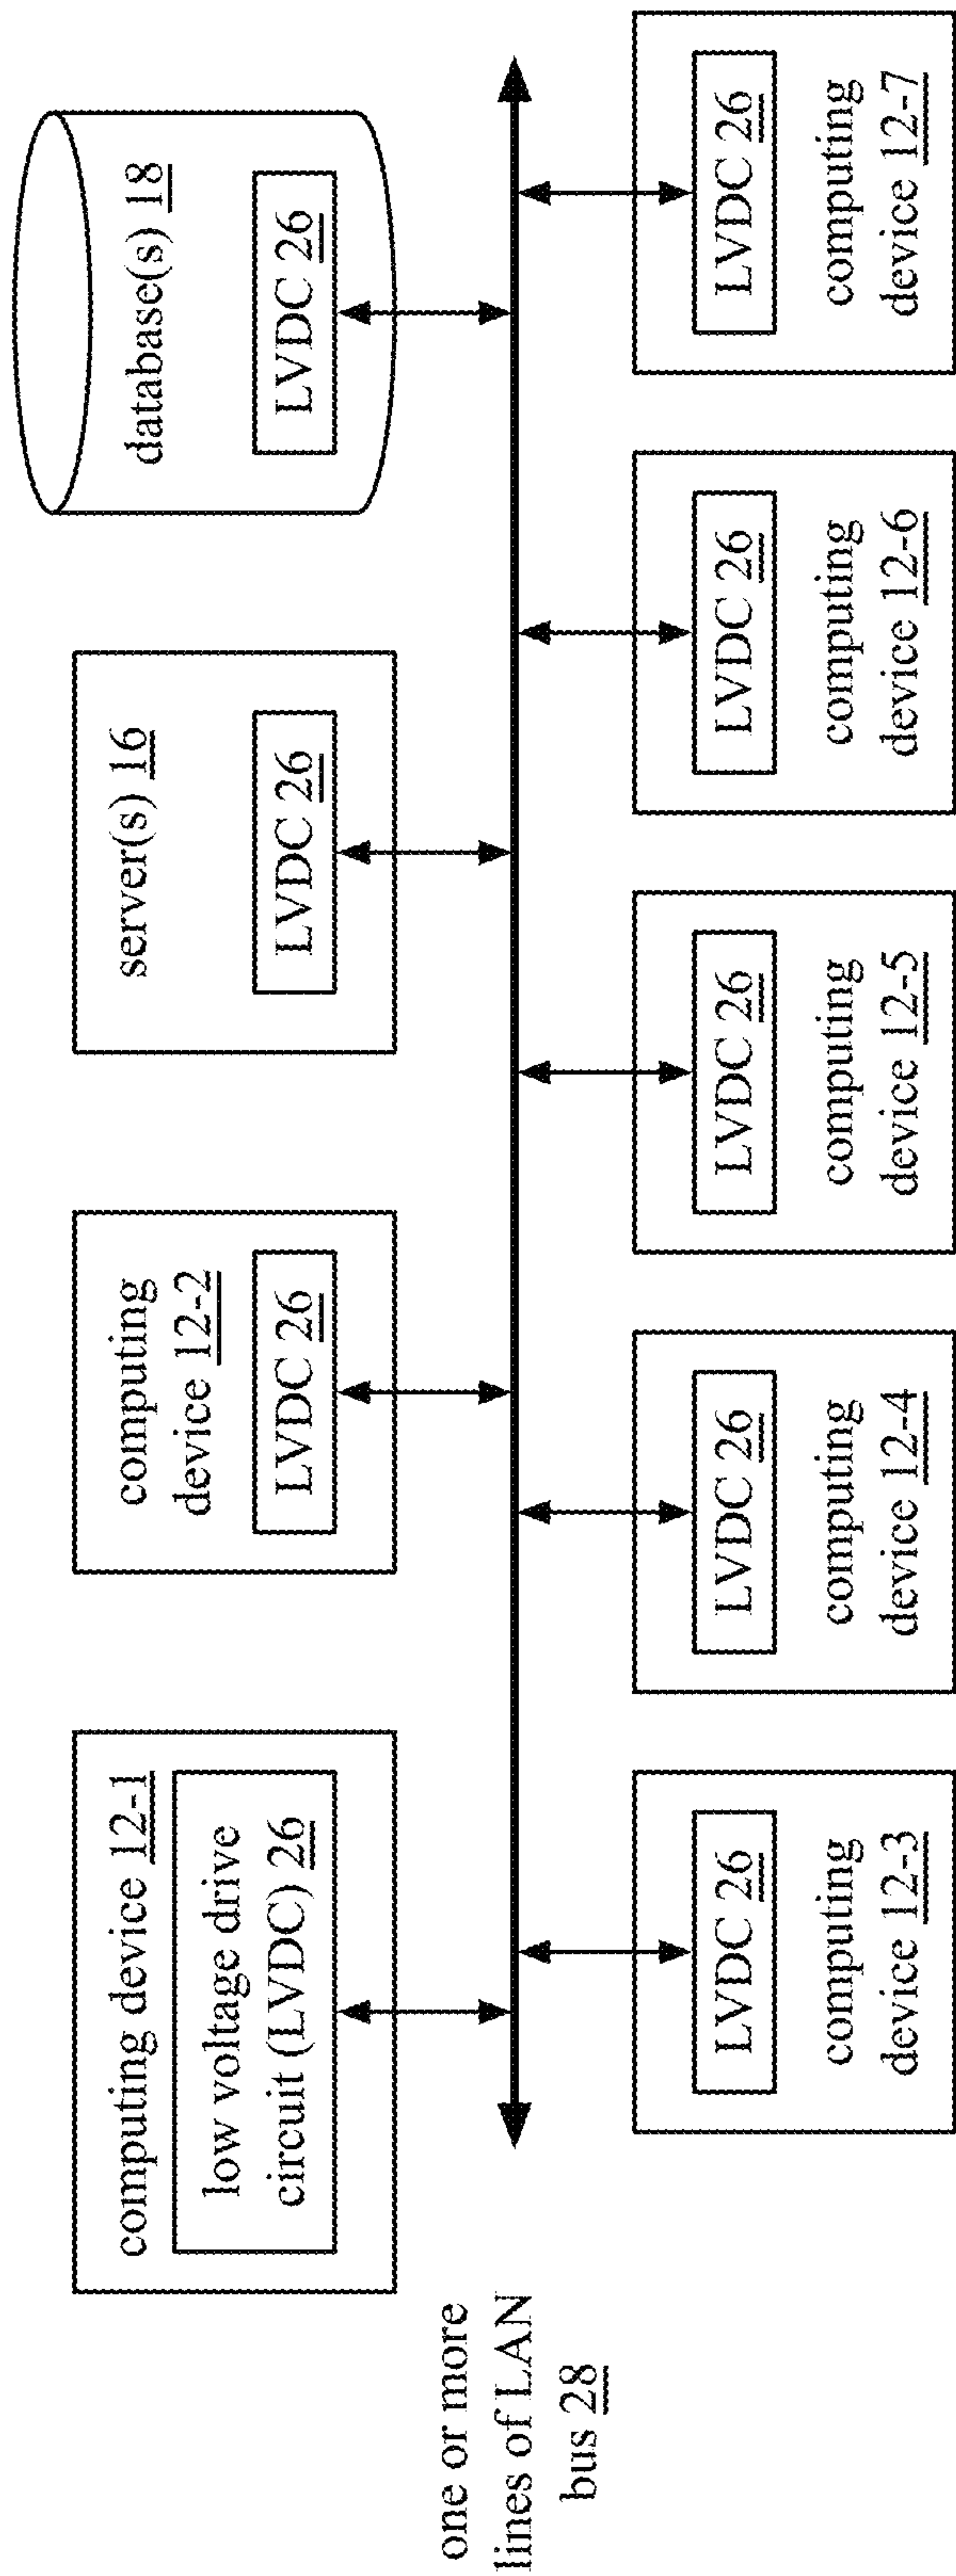 computing device 12-1
low voltage drive
circuit (LVDC) 26
computing
device 12-2
LVDC 26
server(s) 16
LVDC 26
database(s) 18
LVDC 26
one or more
lines of LAN
bus 28
LVDC 26
computing
device 12-3
LVDC 26
computing
device 12-4
LVDC 26
computing
device 12-5
LVDC 26
computing
device 12-6
LVDC 26
computing
device 12-7